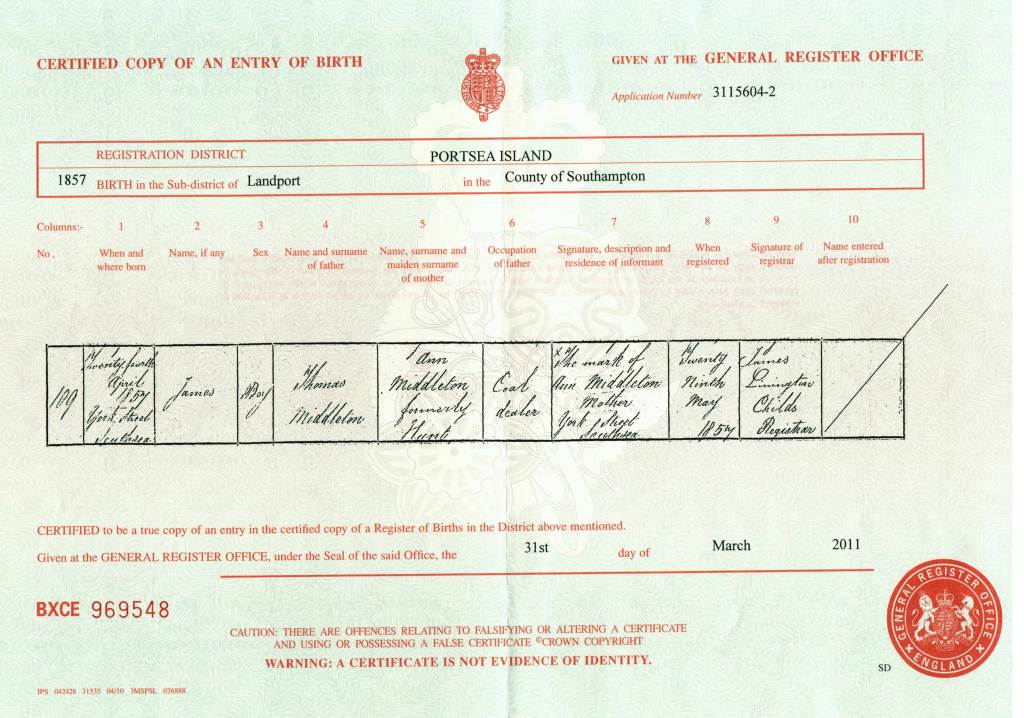 CERTIFIED COPY OF AN ENTRY OF BIRTH
GIVEN AT THE GENERAL REGISTER OFFICE
Application Number 3115604-2
REGISTRATION DISTRICT PORTSEA ISLAND
1857 BIRTH in the Sub-district of Landport in the County of Southampton
Columns:- 1 2 3 4 5 6 7 8 9 10
No. When and where born Name, if any Sex Name and surname of father Name, surname and maiden surname of mother Occupation of father Signature, description and residence of informant When registered Signature of registrar Name entered after registration
109
Twenty fourth
April
1857
York Street
Southsea
James
Boy
Thomas
Middleton
Ann
Middleton
formerly
Hunt
Coal
dealer
X The mark of
Ann Middleton
Mother
York Street
Southsea
Twenty
Ninth
May
1857
James
Linington
Childs
Registrar
CERTIFIED to be a true copy of an entry in the certified copy of a Register of Births in the District above mentioned.
Given at the GENERAL REGISTER OFFICE, under the Seal of the said Office, the 31st day of March 2011
BXCE 969548
CAUTION: THERE ARE OFFENCES RELATING TO FALSIFYING OR ALTERING A CERTIFICATE
AND USING OR POSSESSING A FALSE CERTIFICATE ©CROWN COPYRIGHT
WARNING: A CERTIFICATE IS NOT EVIDENCE OF IDENTITY.
GENERAL REGISTER OFFICE
ENGLAND
SD
IPS 042428 31535 04/10 3MSPSL 026888